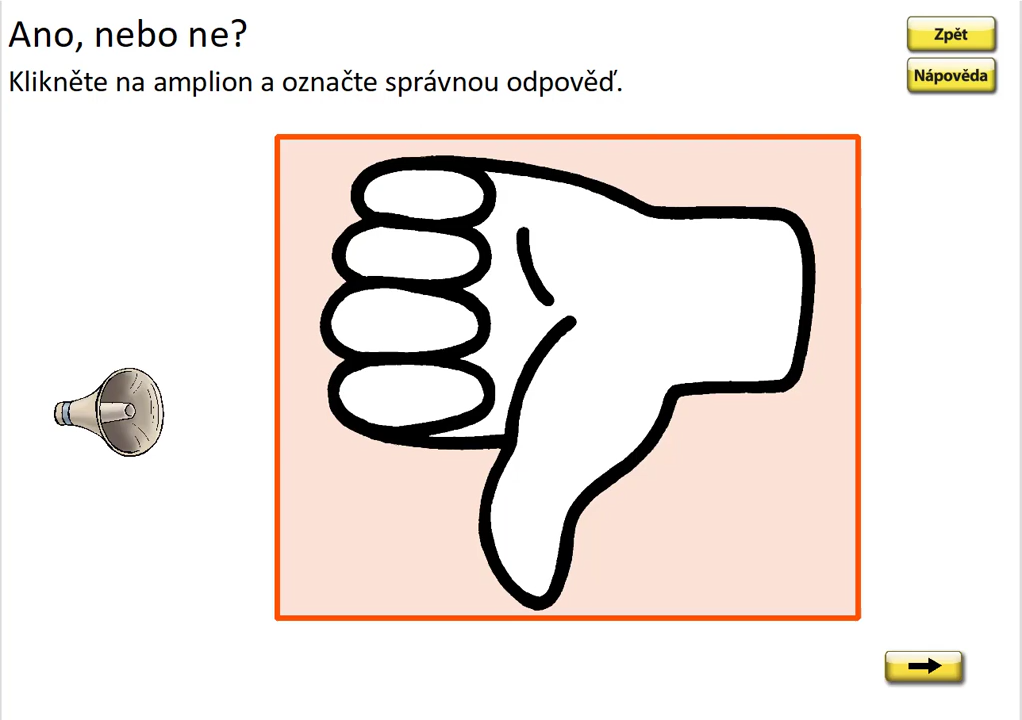 Ano, nebo ne?
Zpět
Klikněte na amplion a označte správnou odpověď.
Nápověda